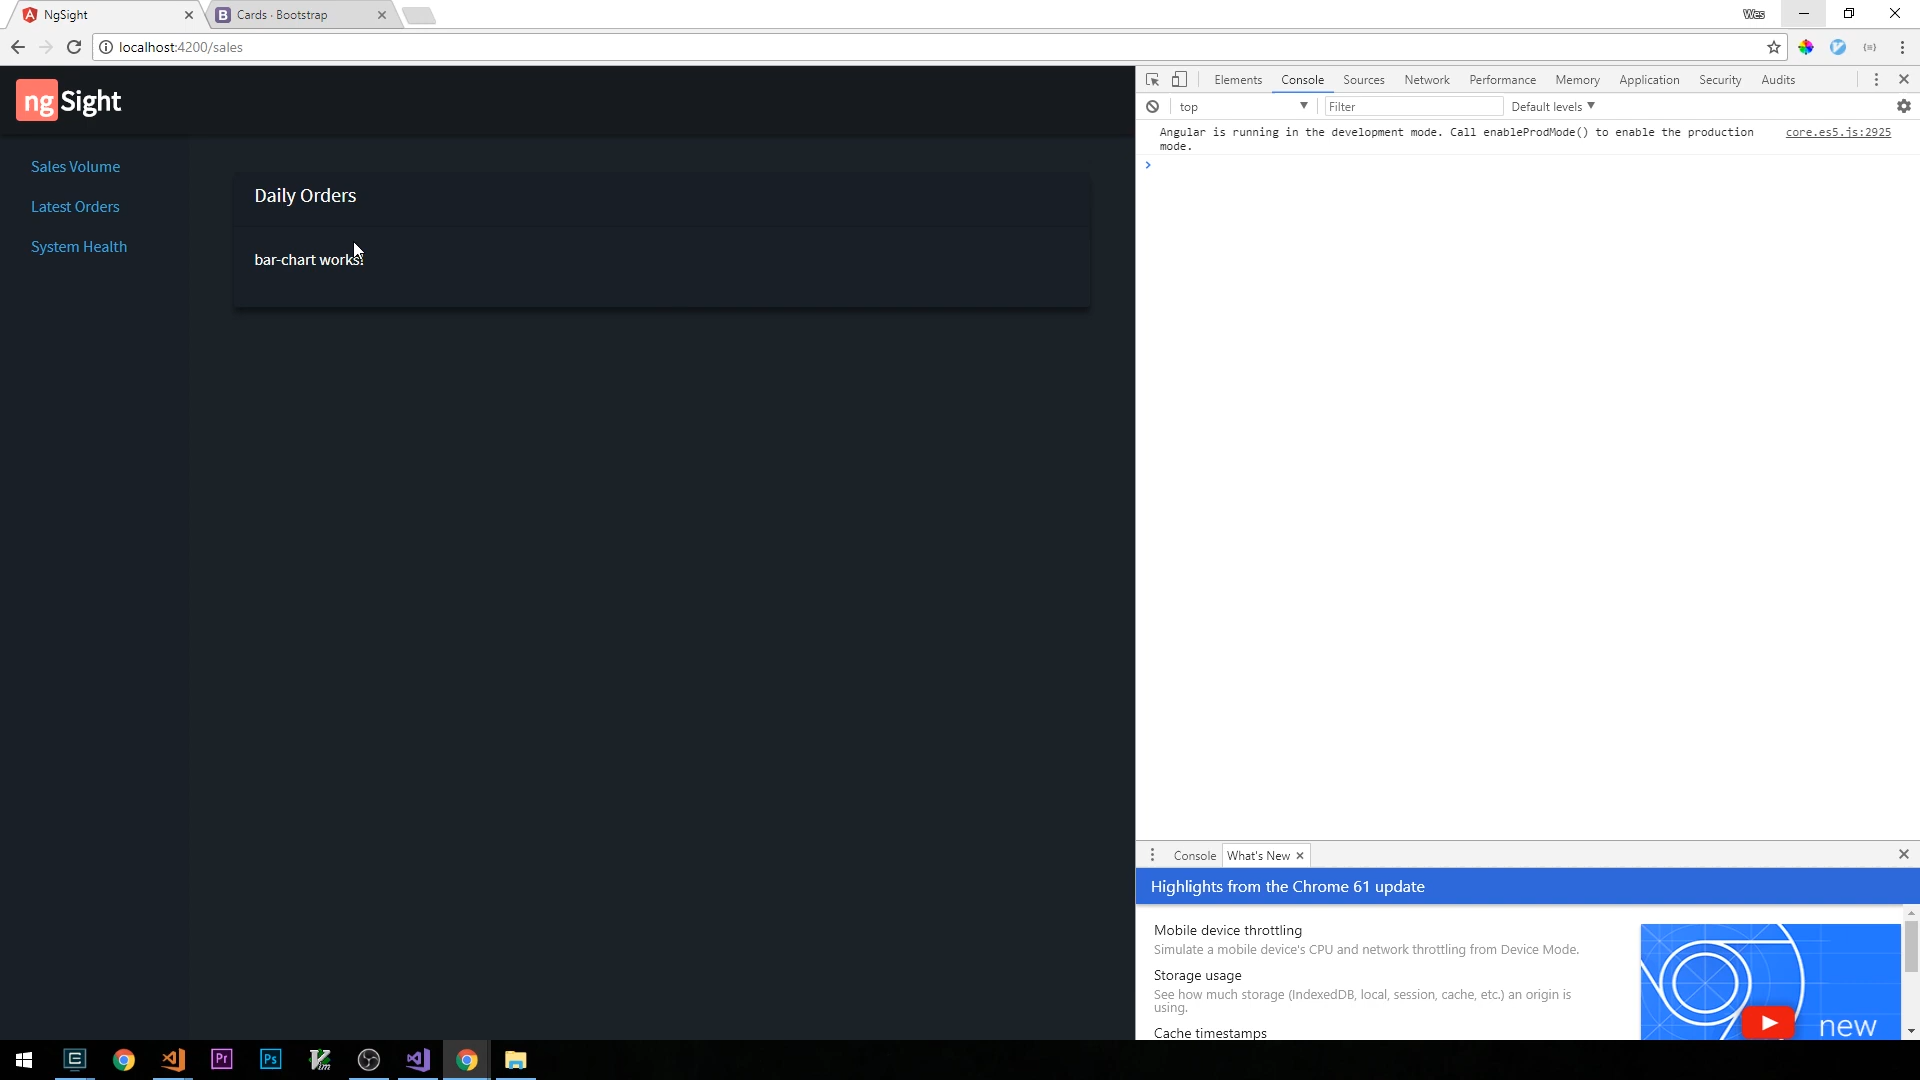 NgSight
Cards · Bootstrap
Wes
localhost:4200/sales
ng Sight
Sales Volume
Latest Orders
System Health
Daily Orders
bar-chart works!
Elements Console Sources Network Performance Memory Application Security Audits
top Filter Default levels
Angular is running in the development mode. Call enableProdMode() to enable the production core.es5.js:2925
mode.
Console What's New
Highlights from the Chrome 61 update
Mobile device throttling
Simulate a mobile device's CPU and network throttling from Device Mode.
Storage usage
See how much storage (IndexedDB, local, session, cache, etc.) an origin is
using.
Cache timestamps
new
Pr
Ps